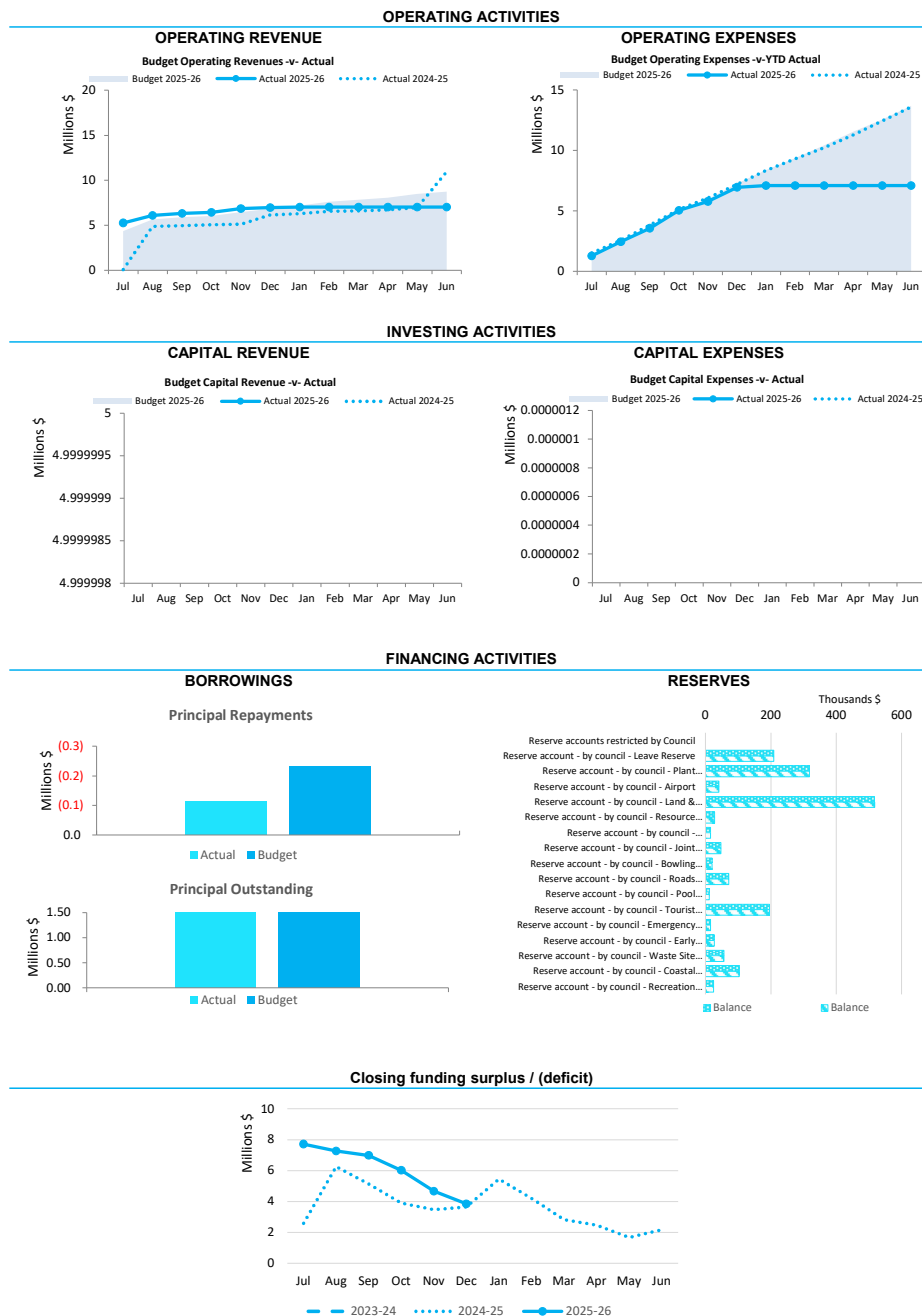 OPERATING ACTIVITIES
OPERATING REVENUE
Budget Operating Revenues -v- Actual
Budget 2025-26 Actual 2025-26 Actual 2024-25
Millions $
20
15
10
5
0
Jul Aug Sep Oct Nov Dec Jan Feb Mar Apr May Jun
OPERATING EXPENSES
Budget Operating Expenses -v-YTD Actual
Budget 2025-26 Actual 2025-26 Actual 2024-25
Millions $
15
10
5
0
Jul Aug Sep Oct Nov Dec Jan Feb Mar Apr May Jun
INVESTING ACTIVITIES
CAPITAL REVENUE
Budget Capital Revenue -v- Actual
Budget 2025-26 Actual 2025-26 Actual 2024-25
Millions $
5
4.9999995
4.999999
4.9999985
4.999998
Jul Aug Sep Oct Nov Dec Jan Feb Mar Apr May Jun
CAPITAL EXPENSES
Budget Capital Expenses -v- Actual
Budget 2025-26 Actual 2025-26 Actual 2024-25
Millions $
0.0000012
0.000001
0.0000008
0.0000006
0.0000004
0.0000002
0
Jul Aug Sep Oct Nov Dec Jan Feb Mar Apr May Jun
FINANCING ACTIVITIES
BORROWINGS
Principal Repayments
Millions $
(0.3)
(0.2)
(0.1)
0.0
Actual Budget
Principal Outstanding
Millions $
1.50
1.00
0.50
0.00
Actual Budget
RESERVES
Thousands $
0 200 400 600
Reserve accounts restricted by Council
Reserve account - by council - Leave Reserve
Reserve account - by council - Plant...
Reserve account - by council - Airport
Reserve account - by council - Land &...
Reserve account - by council - Resource...
Reserve account - by council -...
Reserve account - by council - Joint...
Reserve account - by council - Bowling...
Reserve account - by council - Roads...
Reserve account - by council - Pool...
Reserve account - by council - Tourist...
Reserve account - by council - Emergency...
Reserve account - by council - Early...
Reserve account - by council - Waste Site...
Reserve account - by council - Coastal...
Reserve account - by council - Recreation...
Balance Balance
Closing funding surplus / (deficit)
Millions $
10
8
6
4
2
0
Jul Aug Sep Oct Nov Dec Jan Feb Mar Apr May Jun
2023-24 2024-25 2025-26